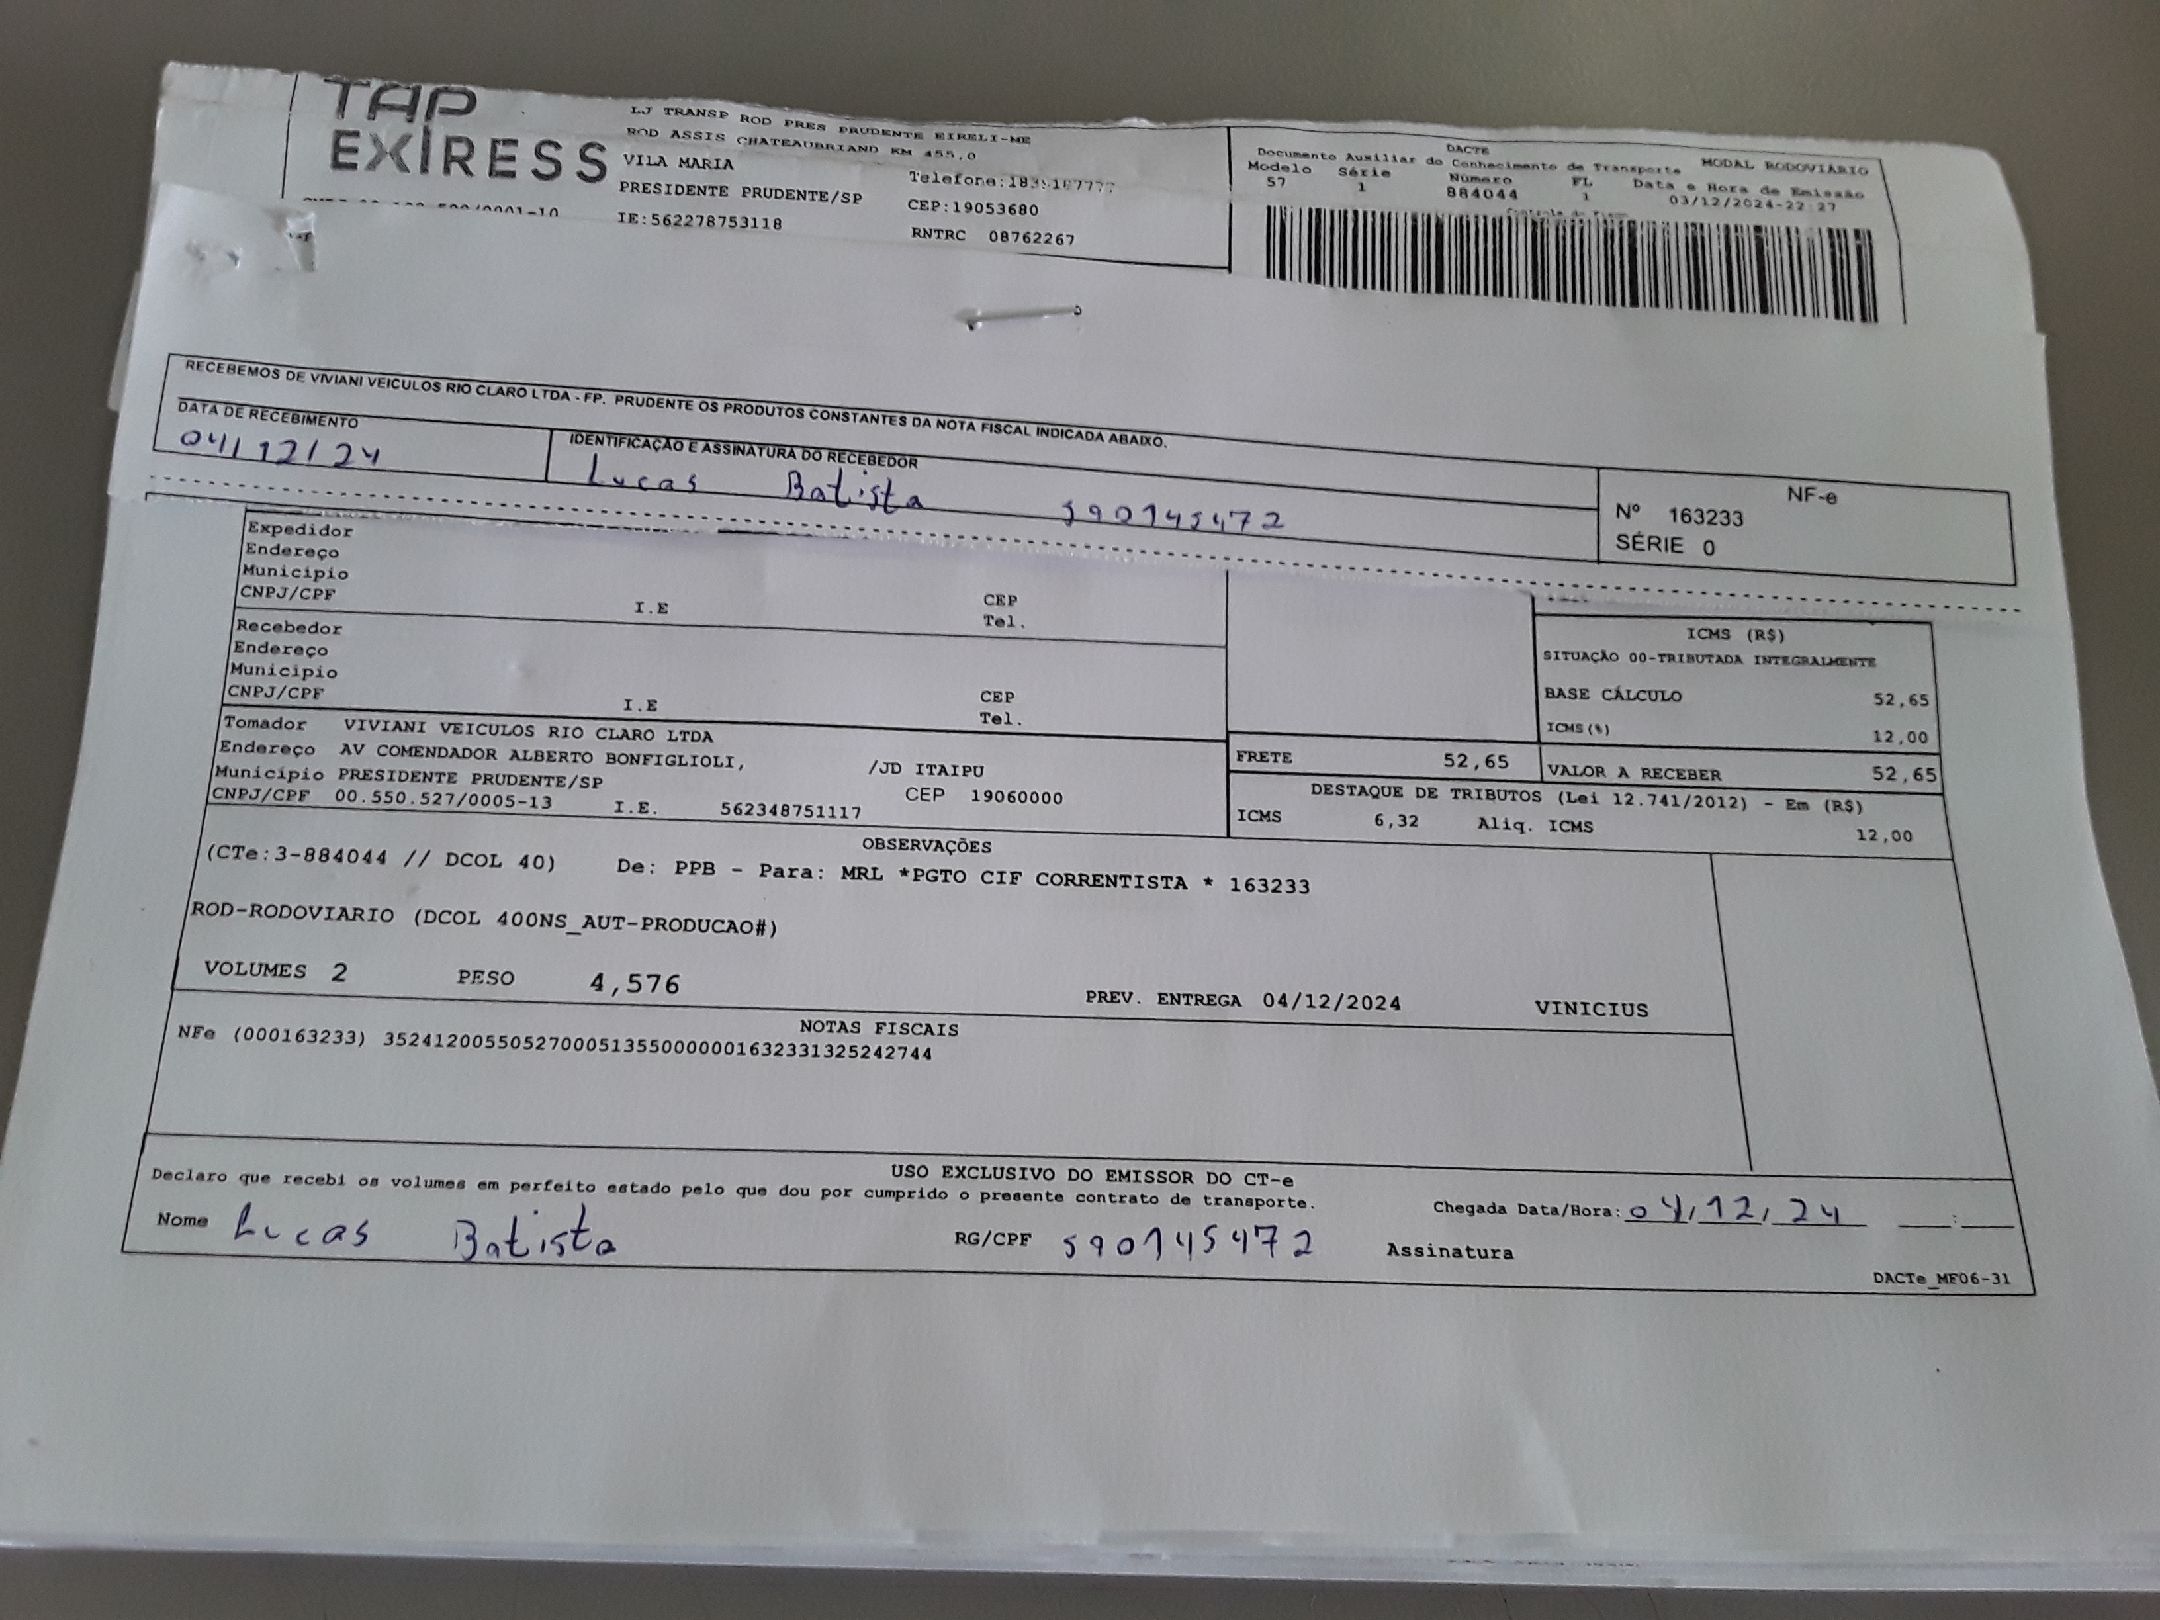 TAP
EXIRESS
LJ TRANSP ROD PRES PRUDENTE EIRELI-ME
ROD ASSIS CHATEAUBRIAND KM 455,0
VILA MARIA
PRESIDENTE PRUDENTE/SP
CEP:19053680
IE:562278753118
RNTRC 08762267
DACTE
Documento Auxiliar do Conhecimento de Transporte
MODAL RODOVIÁRIO
Modelo Série Número FL Data e Hora de Emissão
57 1 884044 1 03/12/2024-22:27
RECEBEMOS DE VIVIANI VEICULOS RIO CLARO LTDA - FP. PRUDENTE OS PRODUTOS CONSTANTES DA NOTA FISCAL INDICADA ABAIXO.
DATA DE RECEBIMENTO
04/12/24
IDENTIFICAÇÃO E ASSINATURA DO RECEBEDOR
Lucas Batista 590145472
NF-e
Nº 163233
SÉRIE 0
Expedidor
Endereço
Município
CNPJ/CPF I.E CEP
Tel.
Recebedor
Endereço
Município
CNPJ/CPF I.E CEP
Tel.
Tomador VIVIANI VEICULOS RIO CLARO LTDA
Endereço AV COMENDADOR ALBERTO BONFIGLIOLI, /JD ITAIPU
Município PRESIDENTE PRUDENTE/SP CEP 19060000
CNPJ/CPF 00.550.527/0005-13 I.E. 562348751117
ICMS (R$)
SITUAÇÃO 00-TRIBUTADA INTEGRALMENTE
BASE CÁLCULO 52,65
ICMS(%) 12,00
FRETE 52,65 VALOR A RECEBER 52,65
DESTAQUE DE TRIBUTOS (Lei 12.741/2012) - Em (R$)
ICMS 6,32 Aliq. ICMS 12,00
OBSERVAÇÕES
(CTe:3-884044 // DCOL 40) De: PPB - Para: MRL *PGTO CIF CORRENTISTA * 163233
ROD-RODOVIARIO (DCOL 400NS_AUT-PRODUCAO#)
VOLUMES 2 PESO 4,576 PREV. ENTREGA 04/12/2024 VINICIUS
NOTAS FISCAIS
NFe (000163233) 35241200550527000513550000001632331325242744
USO EXCLUSIVO DO EMISSOR DO CT-e
Declaro que recebi os volumes em perfeito estado pelo que dou por cumprido o presente contrato de transporte.
Chegada Data/Hora: 04/12/24 __:__
Nome Lucas Batista RG/CPF 590145472 Assinatura
DACTe_MF06-31